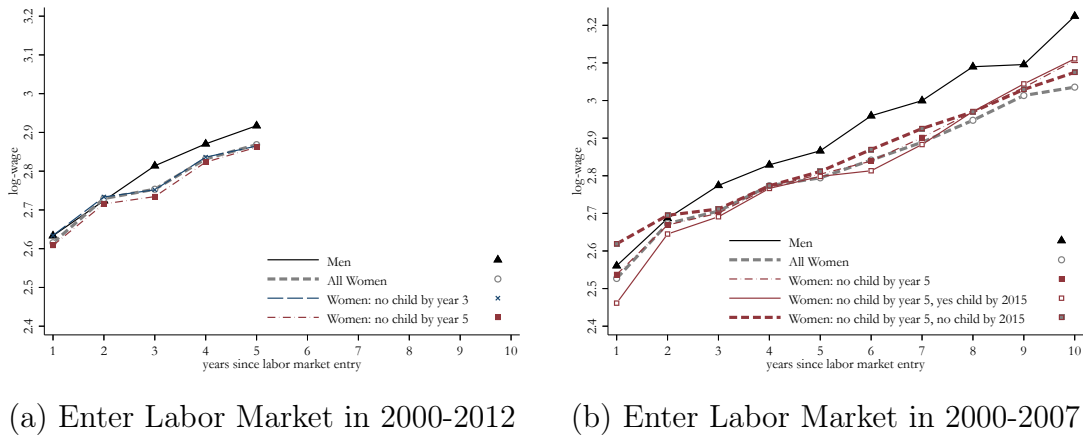 3.2
3.1
3
2.9
2.8
2.7
2.6
2.5
2.4
log-wage
Men
All Women
Women: no child by year 3
Women: no child by year 5
1 2 3 4 5 6 7 8 9 10
years since labor market entry
(a) Enter Labor Market in 2000-2012
3.2
3.1
3
2.9
2.8
2.7
2.6
2.5
2.4
log-wage
Men
All Women
Women: no child by year 5
Women: no child by year 5, yes child by 2015
Women: no child by year 5, no child by 2015
1 2 3 4 5 6 7 8 9 10
years since labor market entry
(b) Enter Labor Market in 2000-2007